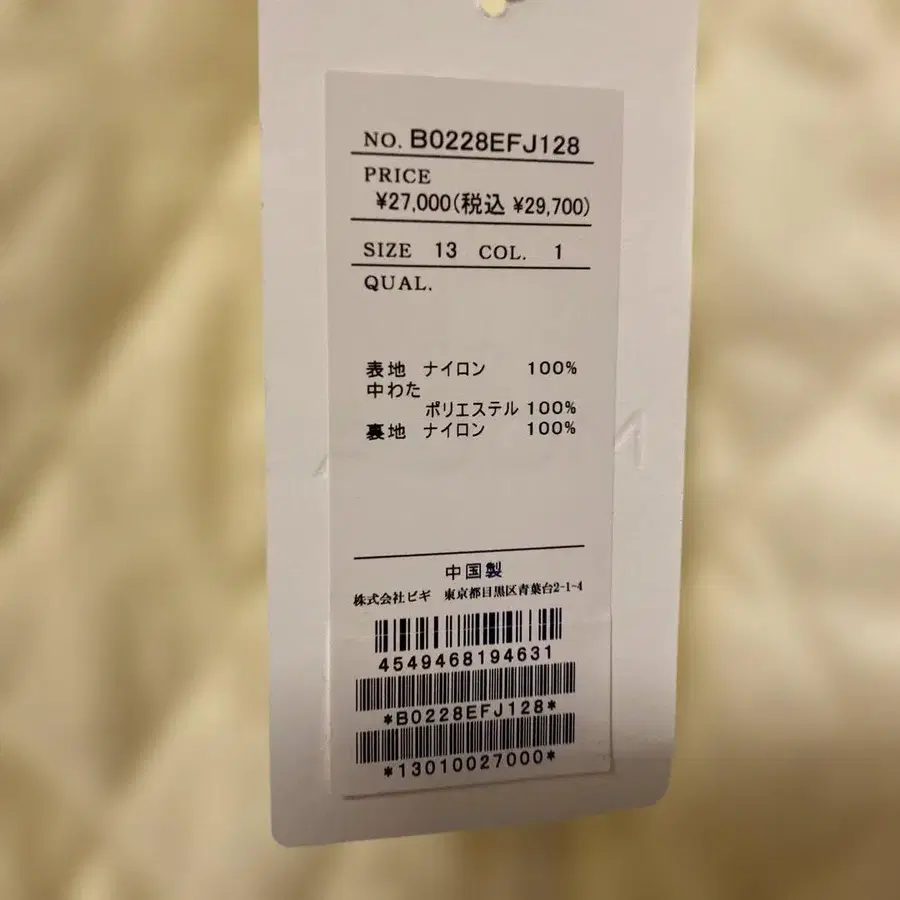 NO. B0228EFJ128
PRICE
¥27,000(税込 ¥29,700)
SIZE 13 COL. 1
QUAL.
表地 ナイロン 100%
中わた
ポリエステル 100%
裏地 ナイロン 100%
中国製
株式会社ビギ 東京都目黒区青葉台2-1-4
4549468194631
*B0228EFJ128*
*13010027000*